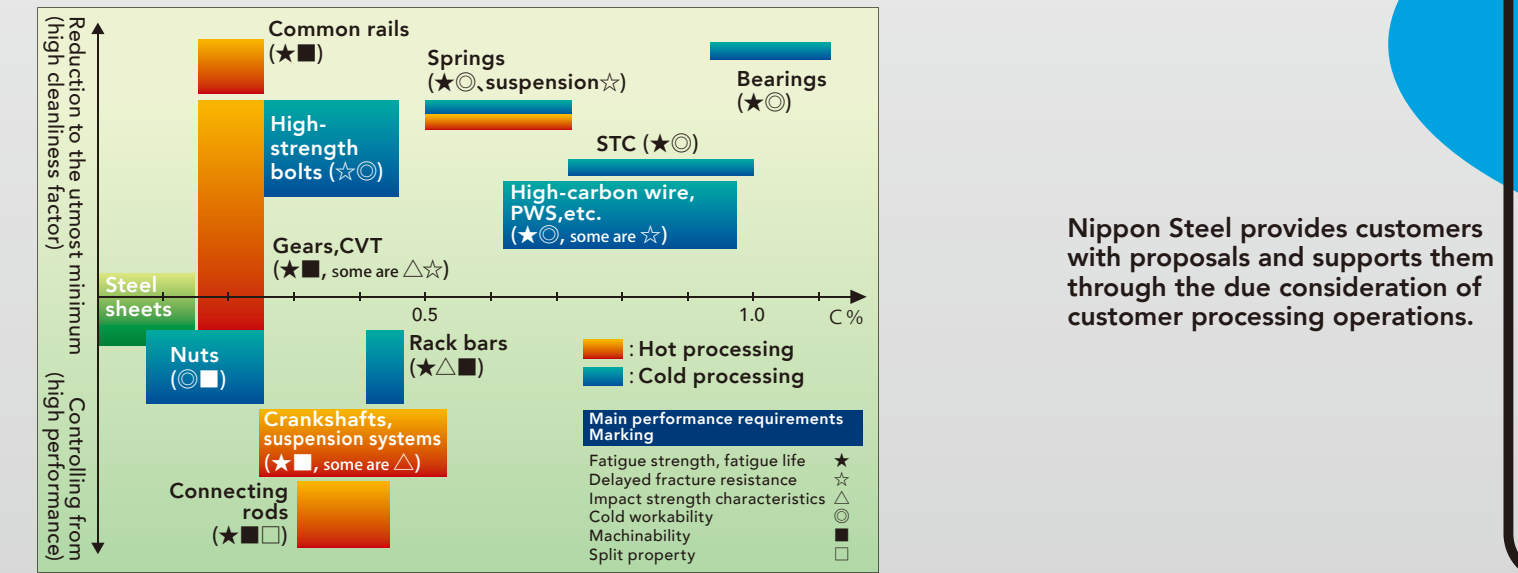 Reduction to the utmost minimum
(high cleanliness factor)
Controlling from
(high performance)
Common rails
(★■)
Springs
(★◎、suspension☆)
Bearings
(★◎)
High-
strength
bolts (☆◎)
STC (★◎)
High-carbon wire,
PWS,etc.
(★◎, some are ☆)
Gears,CVT
(★■, some are △☆)
Steel
sheets
0.5
1.0
C%
Nuts
(◎■)
Rack bars
(★△■)
: Hot processing
: Cold processing
Crankshafts,
suspension systems
(★■, some are △)
Connecting
rods
(★■□)
Main performance requirements
Marking
Fatigue strength, fatigue life ★
Delayed fracture resistance ☆
Impact strength characteristics △
Cold workability ◎
Machinability ■
Split property □
Nippon Steel provides customers
with proposals and supports them
through the due consideration of
customer processing operations.